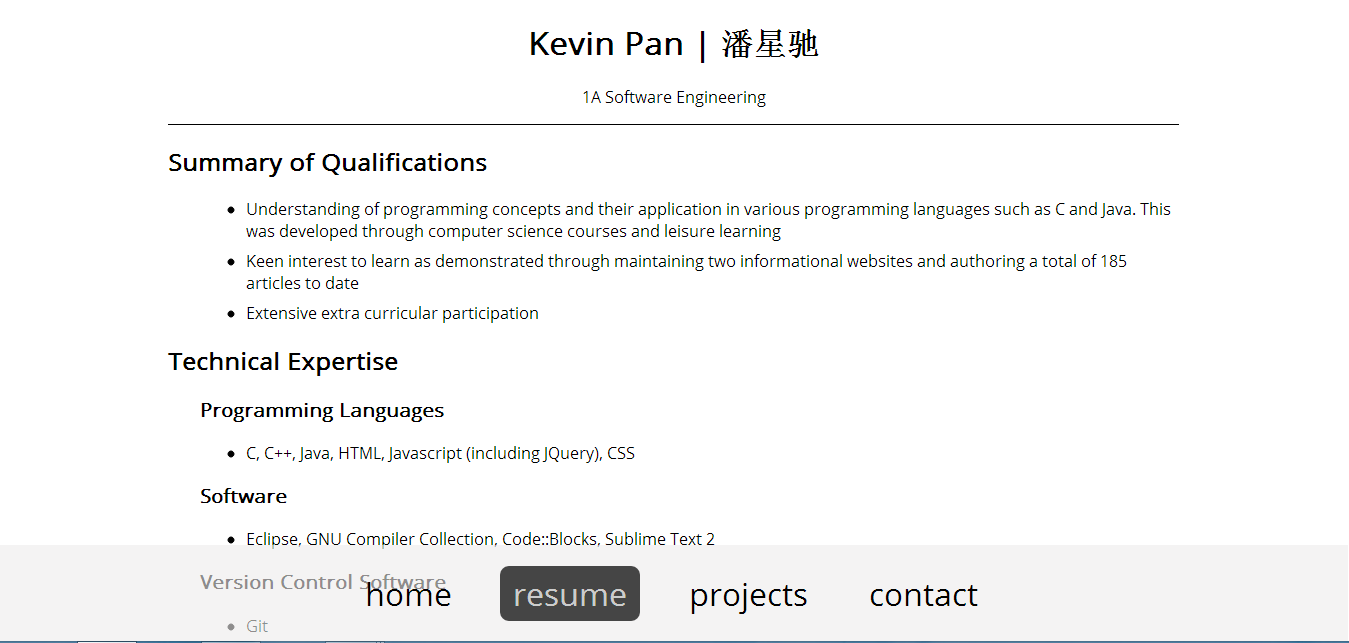 Kevin Pan | 潘星驰
1A Software Engineering
Summary of Qualifications
Understanding of programming concepts and their application in various programming languages such as C and Java. This
was developed through computer science courses and leisure learning
Keen interest to learn as demonstrated through maintaining two informational websites and authoring a total of 185
articles to date
Extensive extra curricular participation
Technical Expertise
Programming Languages
C, C++, Java, HTML, Javascript (including JQuery), CSS
Software
Eclipse, GNU Compiler Collection, Code::Blocks, Sublime Text 2
Version Control Software
home resume projects contact
Git